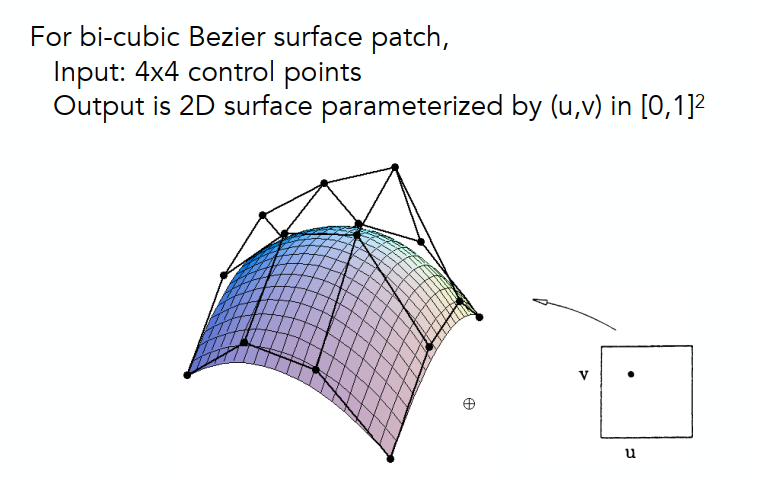 For bi-cubic Bezier surface patch,
Input: 4x4 control points
Output is 2D surface parameterized by (u,v) in [0,1]²
v
u